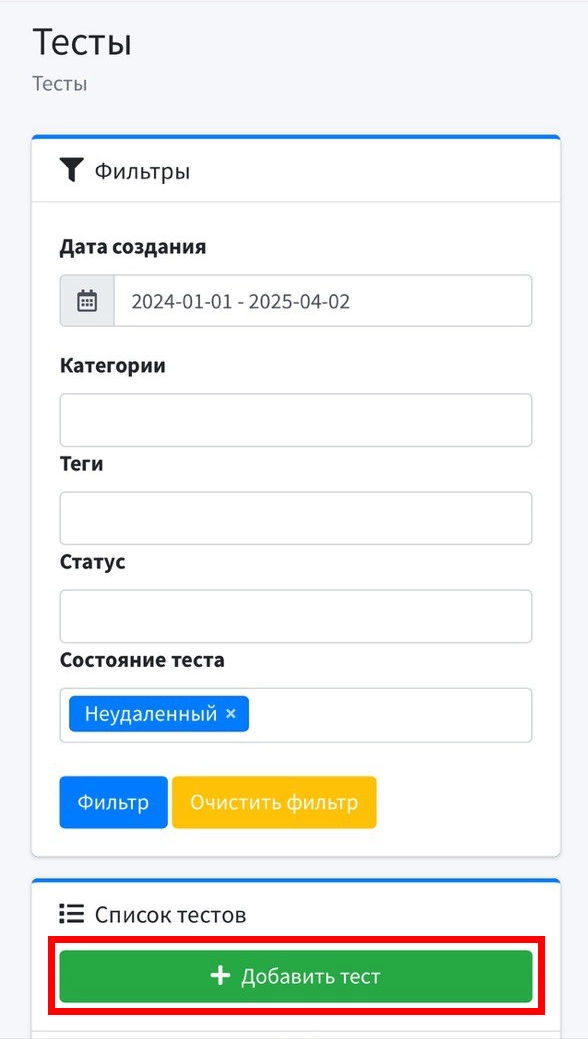 Тесты
Тесты
Фильтры
Дата создания
2024-01-01 - 2025-04-02
Категории
Теги
Статус
Состояние теста
Неудаленный ×
Фильтр Очистить фильтр
Список тестов
+ Добавить тест